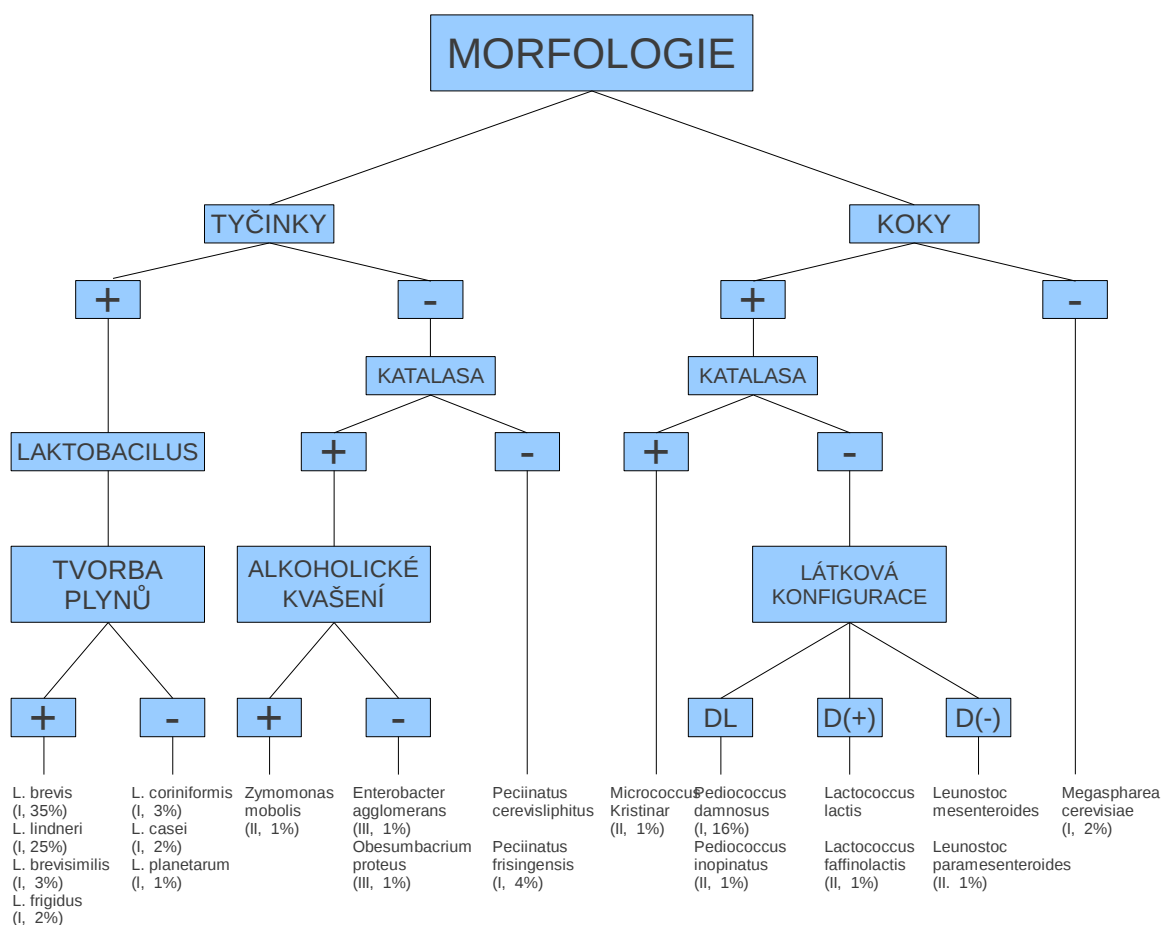 MORFOLOGIE
TYČINKY
KOKY
+
-
+
-
KATALASA
KATALASA
LAKTOBACILUS
+
-
+
-
TVORBA
PLYNŮ
ALKOHOLICKÉ
KVAŠENÍ
LÁTKOVÁ
KONFIGURACE
+
-
+
-
DL
D(+)
D(-)
L. brevis
(I, 35%)
L. lindneri
(I, 25%)
L. brevisimilis
(I, 3%)
L. frigidus
(I, 2%)
L. coriniformis
(I, 3%)
L. casei
(I, 2%)
L. planetarum
(I, 1%)
Zymomonas
mobolis
(II, 1%)
Enterobacter
agglomerans
(III, 1%)
Obesumbacrium
proteus
(III, 1%)
Peciinatus
cerevisliphitus
Peciinatus
frisingensis
(I, 4%)
Micrococcus
Kristinar
(II, 1%)
Pediococcus
damnosus
(I, 16%)
Pediococcus
inopinatus
(II, 1%)
Lactococcus
lactis
Lactococcus
faffinolactis
(II, 1%)
Leunostoc
mesenteroides
Leunostoc
paramesenteroides
(II. 1%)
Megaspharea
cerevisiae
(I, 2%)